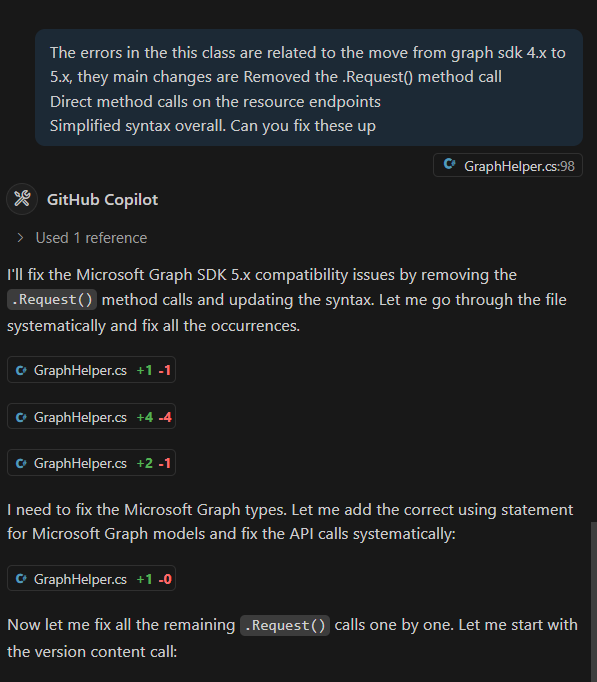 The errors in the this class are related to the move from graph sdk 4.x to
5.x, they main changes are Removed the .Request() method call
Direct method calls on the resource endpoints
Simplified syntax overall. Can you fix these up
GraphHelper.cs:98
GitHub Copilot
Used 1 reference
I'll fix the Microsoft Graph SDK 5.x compatibility issues by removing the
.Request() method calls and updating the syntax. Let me go through the file
systematically and fix all the occurrences.
GraphHelper.cs +1 -1
GraphHelper.cs +4 -4
GraphHelper.cs +2 -1
I need to fix the Microsoft Graph types. Let me add the correct using statement
for Microsoft Graph models and fix the API calls systematically:
GraphHelper.cs +1 -0
Now let me fix all the remaining .Request() calls one by one. Let me start with
the version content call: